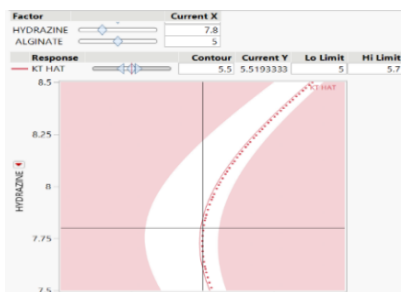 Factor Current X
HYDRAZINE 7.8
ALGINATE 5
Response Contour Current Y Lo Limit Hi Limit
KT HAT 5.5 5.5193333 5 5.7
KT HAT
8.5
8.25
HYDRAZINE
8
7.75
7.5